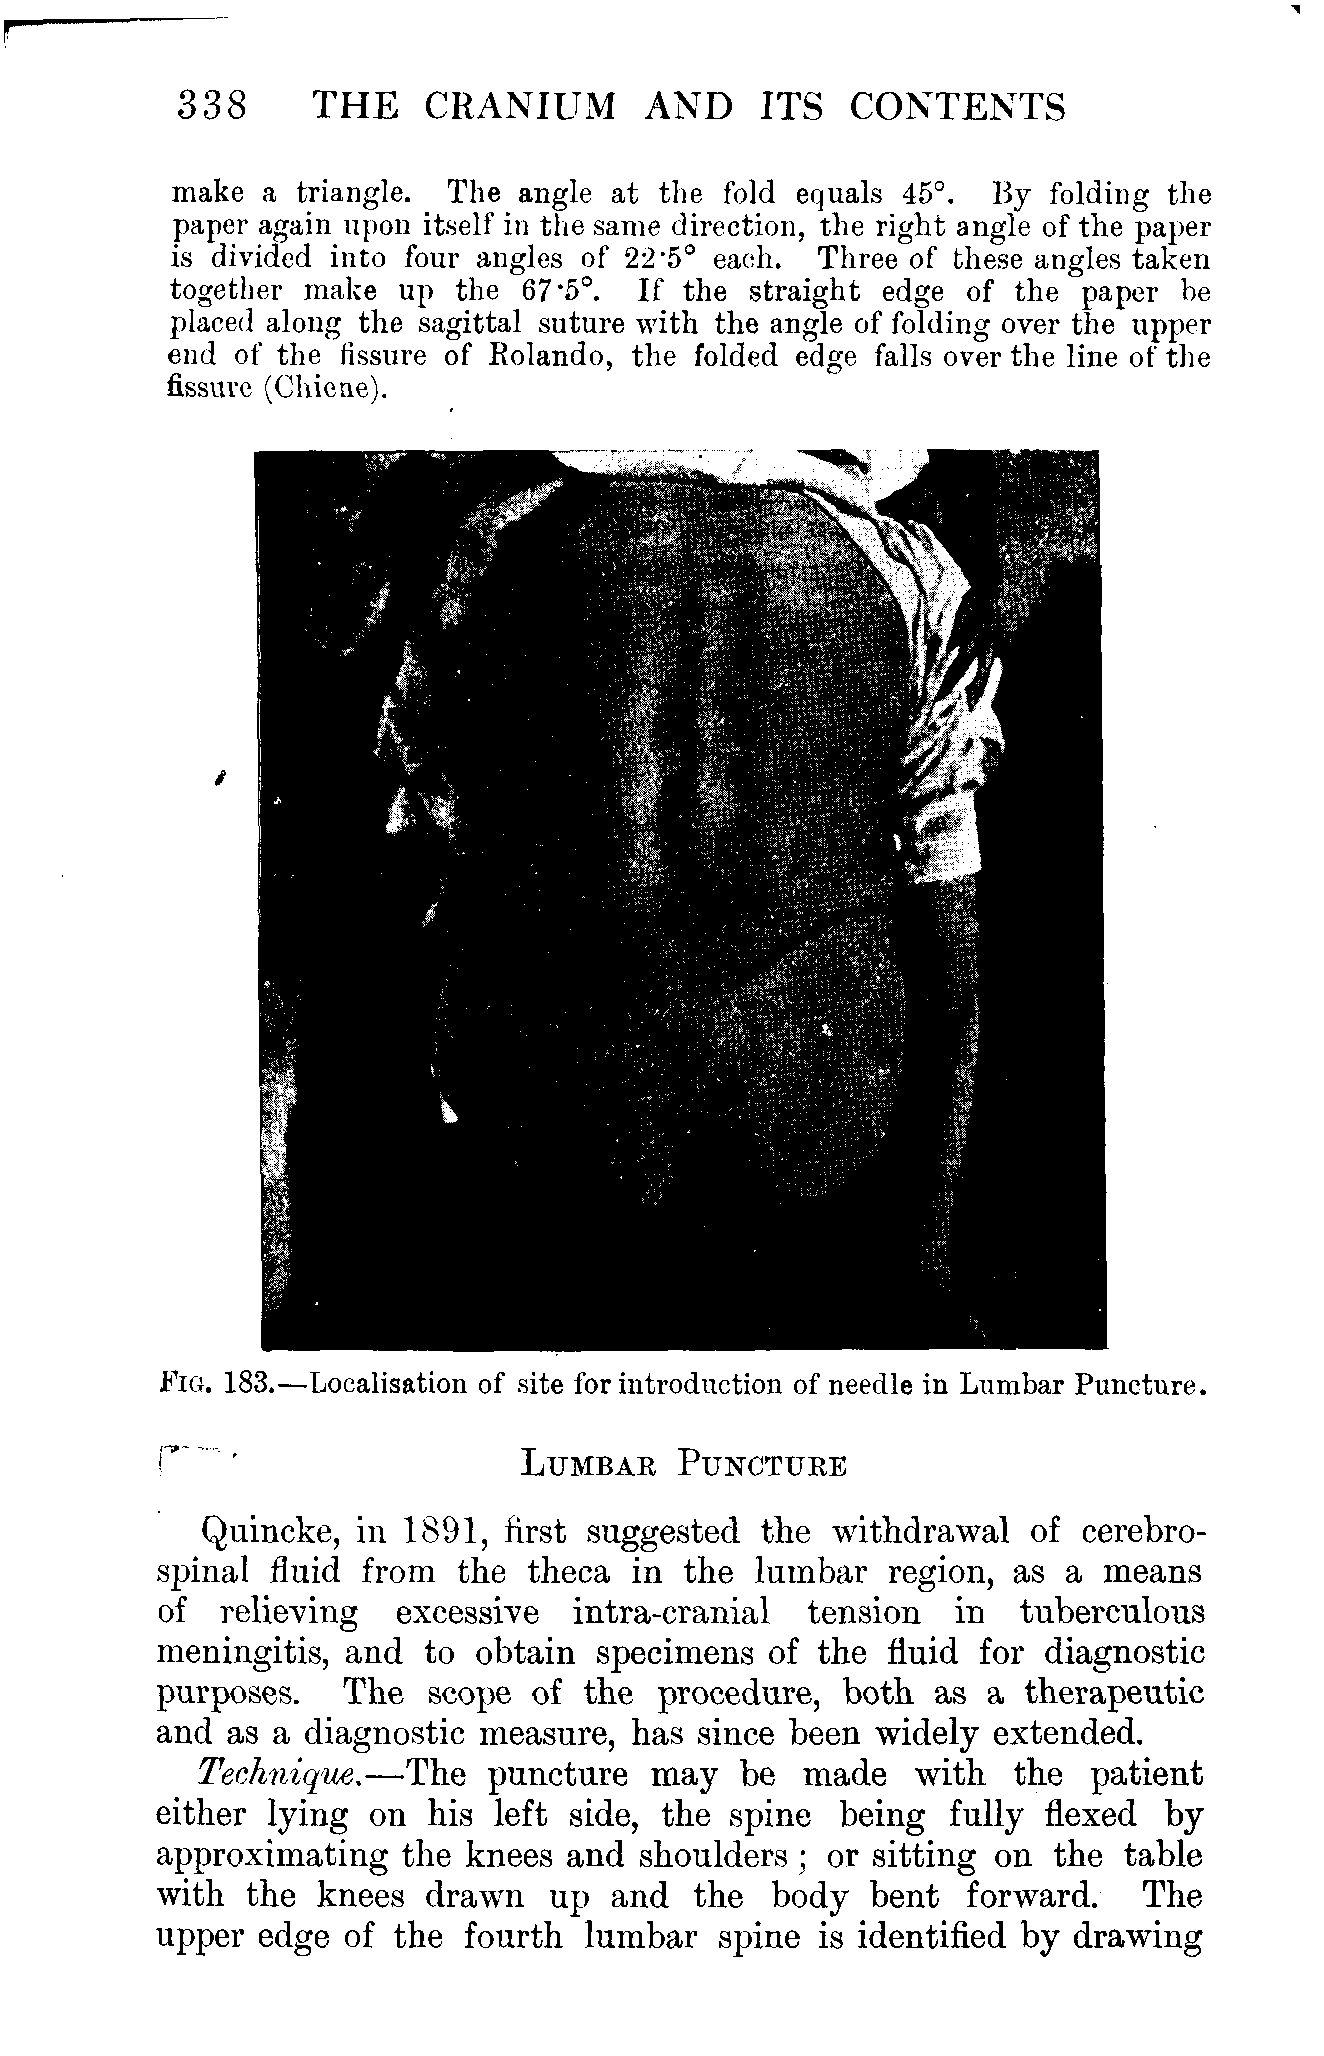 338 THE CRANIUM AND ITS CONTENTS
make a triangle. The angle at the fold equals 45°. By folding the
paper again upon itself in the same direction, the right angle of the paper
is divided into four angles of 22·5° each. Three of these angles taken
together make up the 67·5°. If the straight edge of the paper be
placed along the sagittal suture with the angle of folding over the upper
end of the fissure of Rolando, the folded edge falls over the line of the
fissure (Chiene).
FIG. 183.—Localisation of site for introduction of needle in Lumbar Puncture.
LUMBAR PUNCTURE
Quincke, in 1891, first suggested the withdrawal of cerebro-
spinal fluid from the theca in the lumbar region, as a means
of relieving excessive intra-cranial tension in tuberculous
meningitis, and to obtain specimens of the fluid for diagnostic
purposes. The scope of the procedure, both as a therapeutic
and as a diagnostic measure, has since been widely extended.
Technique.—The puncture may be made with the patient
either lying on his left side, the spine being fully flexed by
approximating the knees and shoulders ; or sitting on the table
with the knees drawn up and the body bent forward. The
upper edge of the fourth lumbar spine is identified by drawing